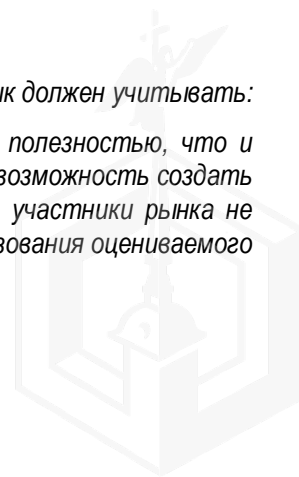 ик должен учитывать:
полезностью, что и
возможность создать
участники рынка не
зования оцениваемого